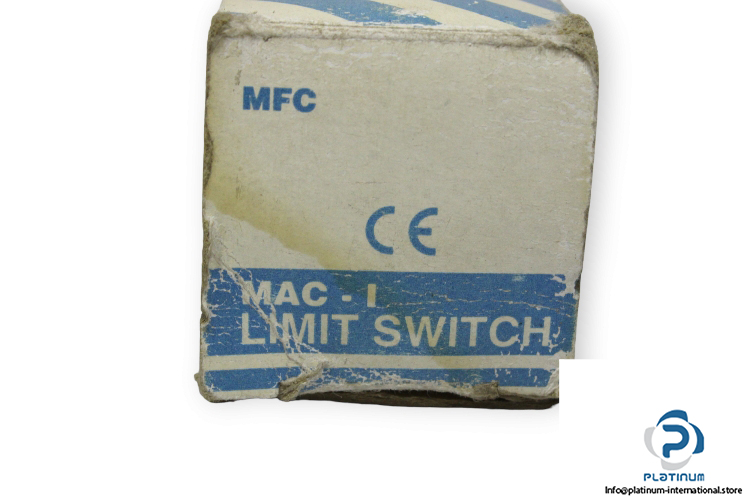 MFC
CE
MAC - I
LIMIT SWITCH
PLATINUM
Info@platinum-international.store